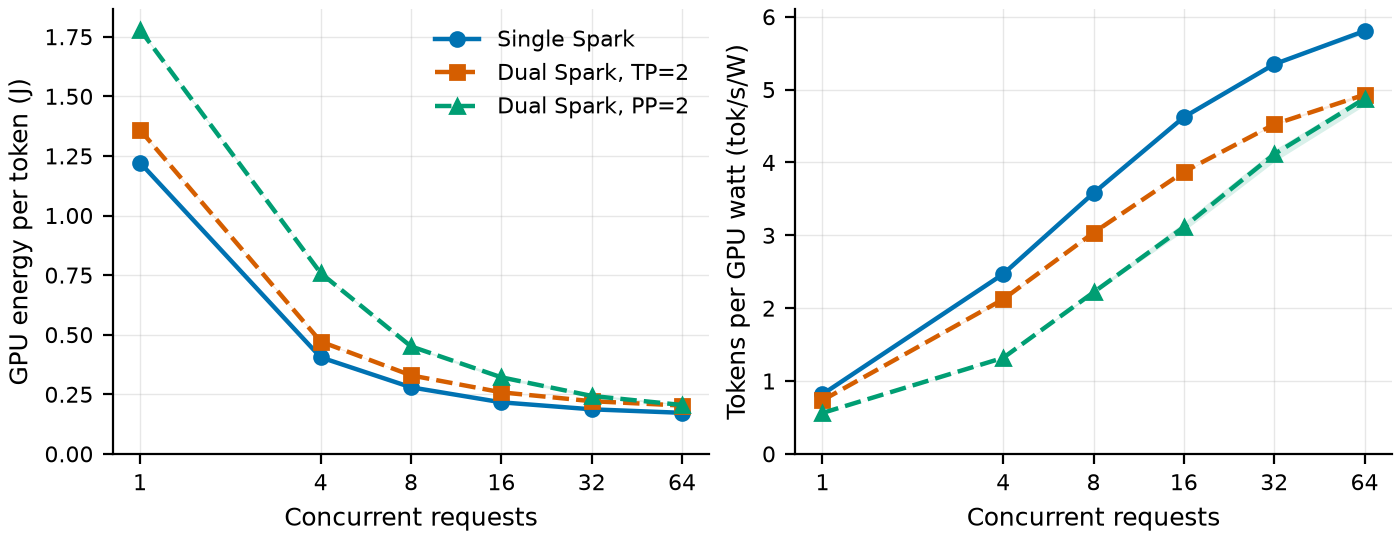 GPU energy per token (J)
1.75
1.50
1.25
1.00
0.75
0.50
0.25
0.00
Single Spark
Dual Spark, TP=2
Dual Spark, PP=2
1 4 8 16 32 64
Concurrent requests
Tokens per GPU watt (tok/s/W)
6
5
4
3
2
1
0
1 4 8 16 32 64
Concurrent requests